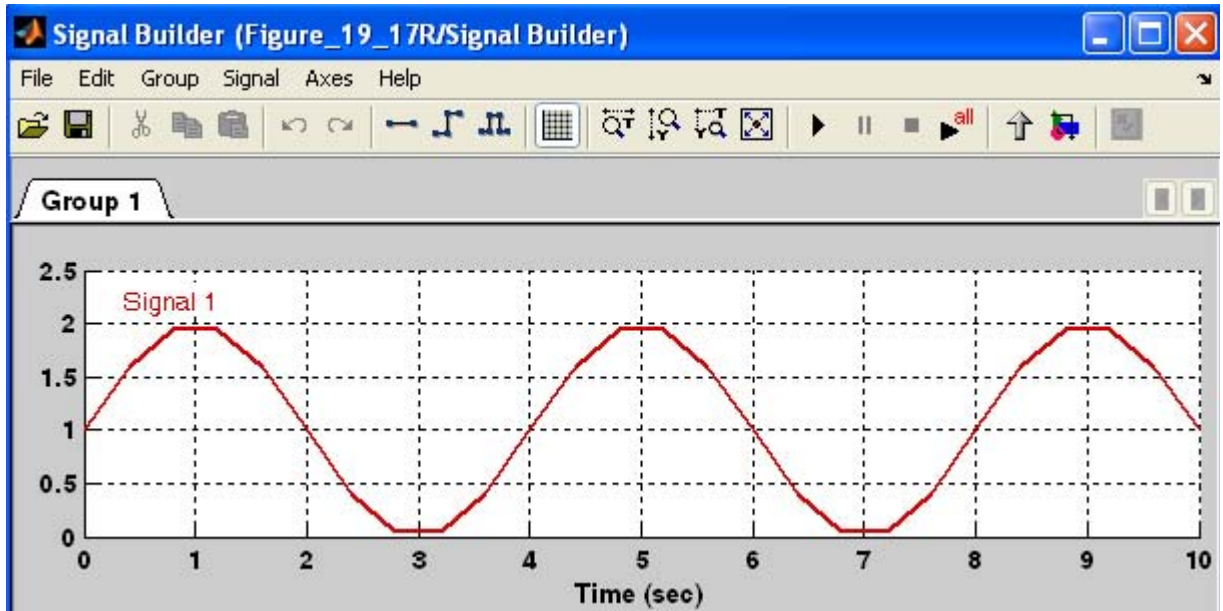 Signal Builder (Figure_19_17R/Signal Builder)
File Edit Group Signal Axes Help
all
Group 1
2.5
Signal 1
2
1.5
1
0.5
0
0 1 2 3 4 5 6 7 8 9 10
Time (sec)